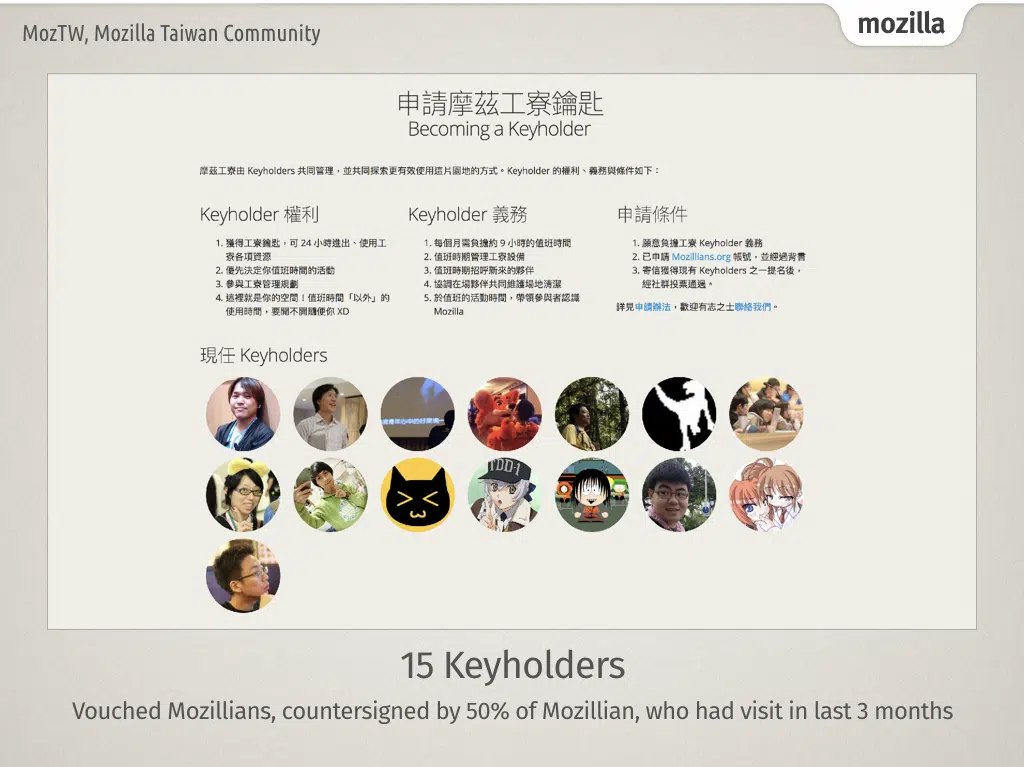 MozTW, Mozilla Taiwan Community
mozilla
申請摩茲工寮鑰匙
Becoming a Keyholder
摩茲工寮由 Keyholders 共同管理，並共同探索更有效使用這片園地的方式。Keyholder 的權利、義務與條件如下：
Keyholder 權利
1. 獲得工寮鑰匙，可 24 小時進出、使用工
寮各項資源
2. 優先決定你值班時間的活動
3. 參與工寮管理規劃
4. 這裡就是你的空間！值班時間「以外」的
使用時間，要開不開隨便你 XD
Keyholder 義務
1. 每個月需負擔約 9 小時的值班時間
2. 值班時期管理工寮設備
3. 值班時期招呼新來的夥伴
4. 協調在場夥伴共同維護場地清潔
5. 於值班的活動時間，帶領參與者認識
Mozilla
申請條件
1. 願意負擔工寮 Keyholder 義務
2. 已申請 Mozillians.org 帳號，並經過背書
3. 寄信獲得現有 Keyholders 之一提名後，
經社群投票通過。
詳見申請辦法，歡迎有志之士聯絡我們。
現任 Keyholders
TDD-1
15 Keyholders
Vouched Mozillians, countersigned by 50% of Mozillian, who had visit in last 3 months